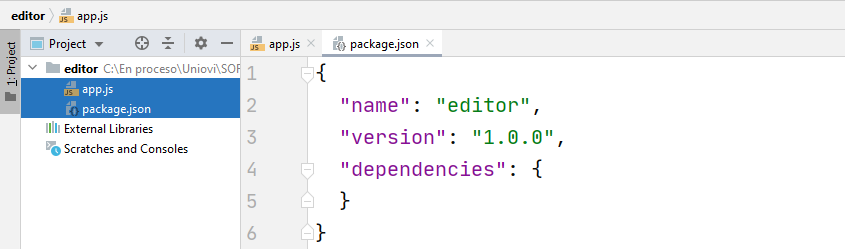 editor app.js
1: Project
Project
app.js package.json
editor C:\En proceso\Uniovi\SOF
app.js
package.json
External Libraries
Scratches and Consoles
1 {
2 "name": "editor",
3 "version": "1.0.0",
4 "dependencies": {
5 }
6 }